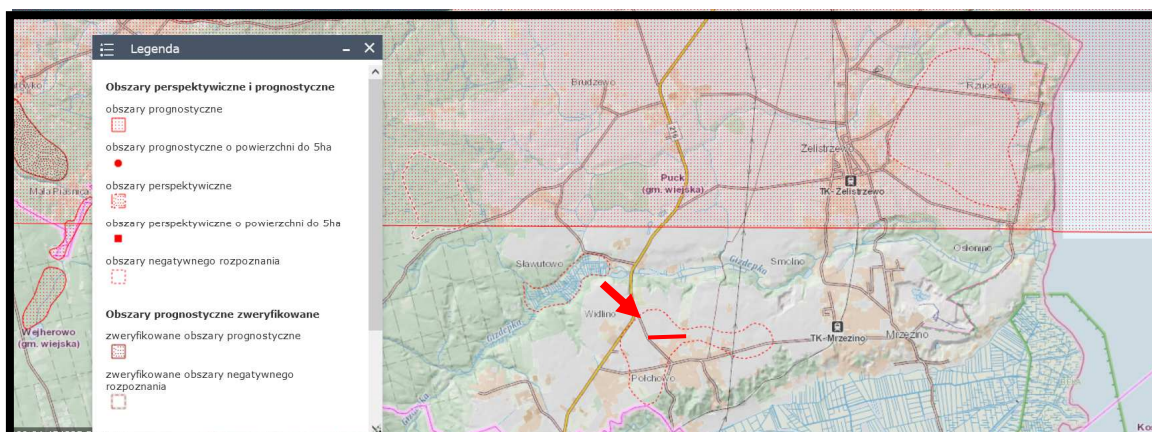 Legenda
Obszary perspektywiczne i prognostyczne
obszary prognostyczne
obszary prognostyczne o powierzchni do 5ha
obszary perspektywiczne
obszary perspektywiczne o powierzchni do 5ha
obszary negatywnego rozpoznania
Obszary prognostyczne zweryfikowane
zweryfikowane obszary prognostyczne
zweryfikowane obszary negatywnego
rozpoznania
Mała Piaśnica
Wejherowo
(gm. wiejska)
Brudzewo
216
Rzucewo
Żelistrzewo
Puck
(gm. wiejska)
TK- Żelistrzewo
Osłonino
Sławutowo
Gizdepka
Smolno
Widlino
TK- Mrzezino
Mrzezino
Połchowo